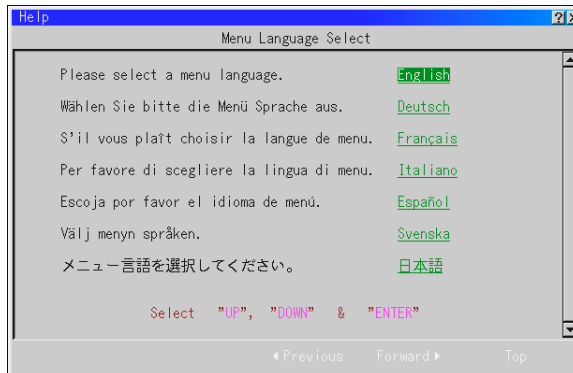 Help ?×
Menu Language Select
Please select a menu language. English
Wählen Sie bitte die Menü Sprache aus. Deutsch
S'il vous plaît choisir la langue de menu. Français
Per favore di scegliere la lingua di menu. Italiano
Escoja por favor el idioma de menú. Español
Välj menyn språken. Svenska
メニュー言語を選択してください。 日本語
Select "UP", "DOWN" & "ENTER"
Previous Forward Top